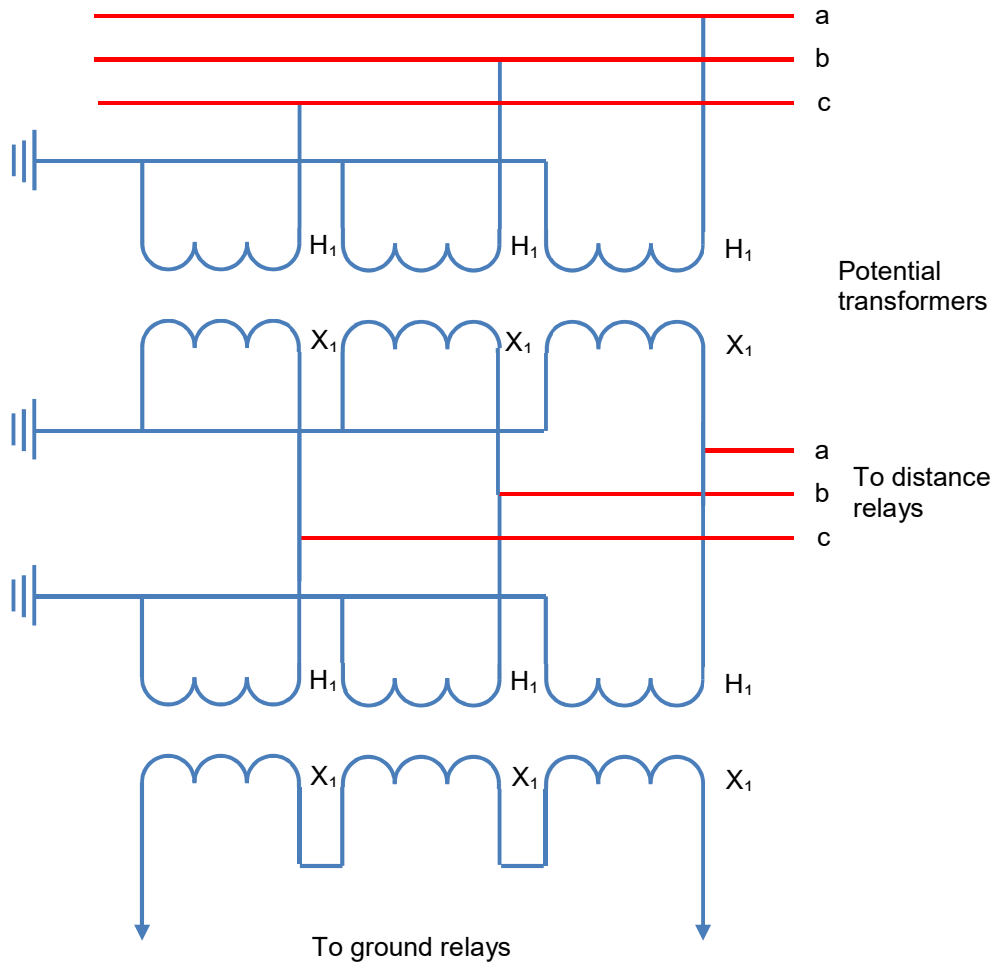 a
b
c
H₁ H₁ H₁
Potential
transformers
X₁ X₁ X₁
a
b
c
To distance
relays
H₁ H₁ H₁
X₁ X₁ X₁
To ground relays